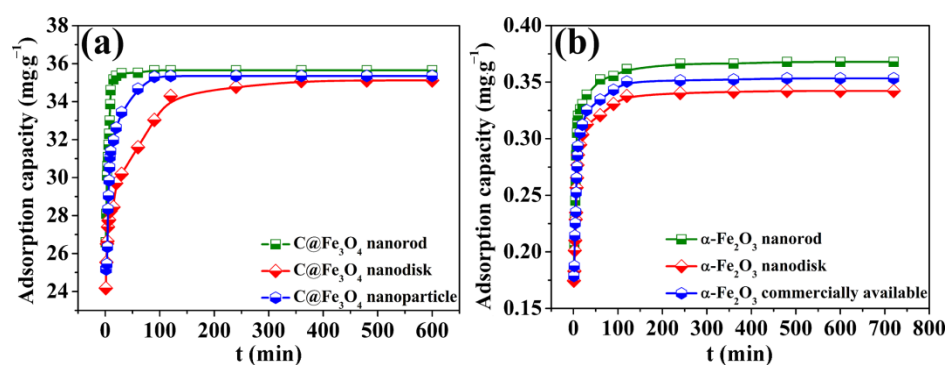 (a)
Adsorption capacity (mg.g⁻¹)
38
36
34
32
30
28
26
24
C@Fe₃O₄ nanorod
C@Fe₃O₄ nanodisk
C@Fe₃O₄ nanoparticle
0 100 200 300 400 500 600
t (min)
(b)
Adsorption capacity (mg.g⁻¹)
0.40
0.35
0.30
0.25
0.20
0.15
α-Fe₂O₃ nanorod
α-Fe₂O₃ nanodisk
α-Fe₂O₃ commercially available
0 100 200 300 400 500 600 700 800
t (min)